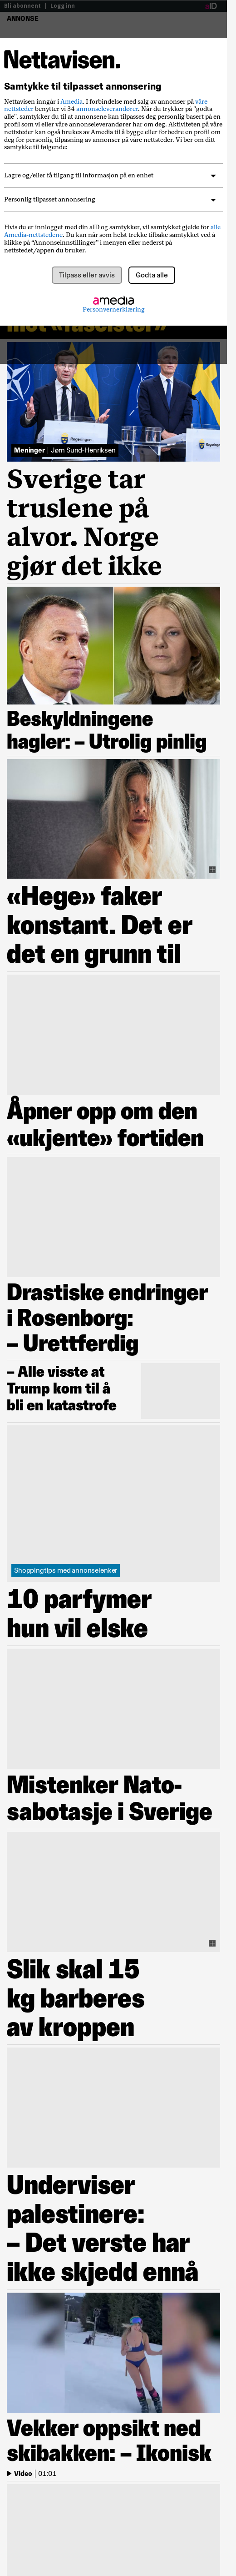 Bli abonnent | Logg inn
aID
ANNONSE
Nettavisen.
Samtykke til tilpasset annonsering
Nettavisen inngår i Amedia. I forbindelse med salg av annonser på våre
nettsteder benytter vi 34 annonseleverandører. Når du trykker på "godta
alle", samtykker du til at annonsene kan tilpasses deg personlig basert på en
profil som vi eller våre annonseleverandører har om deg. Aktiviteten på våre
nettsteder kan også brukes av Amedia til å bygge eller forbedre en profil om
deg for personlig tilpasning av annonser på våre nettsteder. Vi ber om ditt
samtykke til følgende:
Lagre og/eller få tilgang til informasjon på en enhet
Personlig tilpasset annonsering
Hvis du er innlogget med din aID og samtykker, vil samtykket gjelde for alle
Amedia-nettstedene. Du kan når som helst trekke tilbake samtykket ved å
klikke på “Annonseinnstillinger” i menyen eller nederst på
nettstedet/appen du bruker.
Tilpass eller avvis
Godta alle
amedia
Personvernerklæring
mot «fascister»
Regeringen
Regeringen
Meninger | Jørn Sund-Henriksen
Sverige tar
truslene på
alvor. Norge
gjør det ikke
Beskyldningene
hagler: – Utrolig pinlig
«Hege» faker
konstant. Det er
det en grunn til
Åpner opp om den
«ukjente» fortiden
Drastiske endringer
i Rosenborg:
– Urettferdig
– Alle visste at
Trump kom til å
bli en katastrofe
Shoppingtips med annonselenker
10 parfymer
hun vil elske
Mistenker Nato-
sabotasje i Sverige
Slik skal 15
kg barberes
av kroppen
Underviser
palestinere:
– Det verste har
ikke skjedd ennå
Vekker oppsikt ned
skibakken: – Ikonisk
Video | 01:01